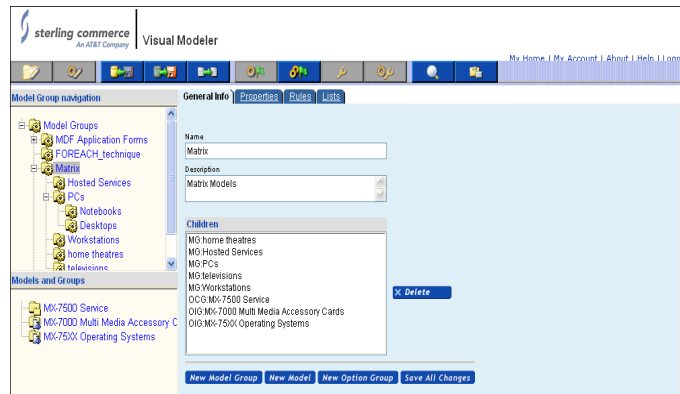 sterling commerce
An AT&T Company
Visual Modeler
My Home | My Account | About | Help |
Model Group navigation
General Info
Properties
Rules
Lists
Model Groups
MDF Application Forms
FOREACH_technique
Matrix
Hosted Services
PCs
Notebooks
Desktops
Workstations
home theatres
televisions
Models and Groups
MX-7500 Service
MX-7000 Multi Media Accessory C
MX-75XX Operating Systems
Name
Matrix
Description
Matrix Models
Children
MG:home theatres
MG:Hosted Services
MG:PCs
MG:televisions
MG:Workstations
OCG:MX-7500 Service
OIG:MX-7000 Multi Media Accessory Cards
OIG:MX-75XX Operating Systems
X Delete
New Model Group
New Model
New Option Group
Save All Changes